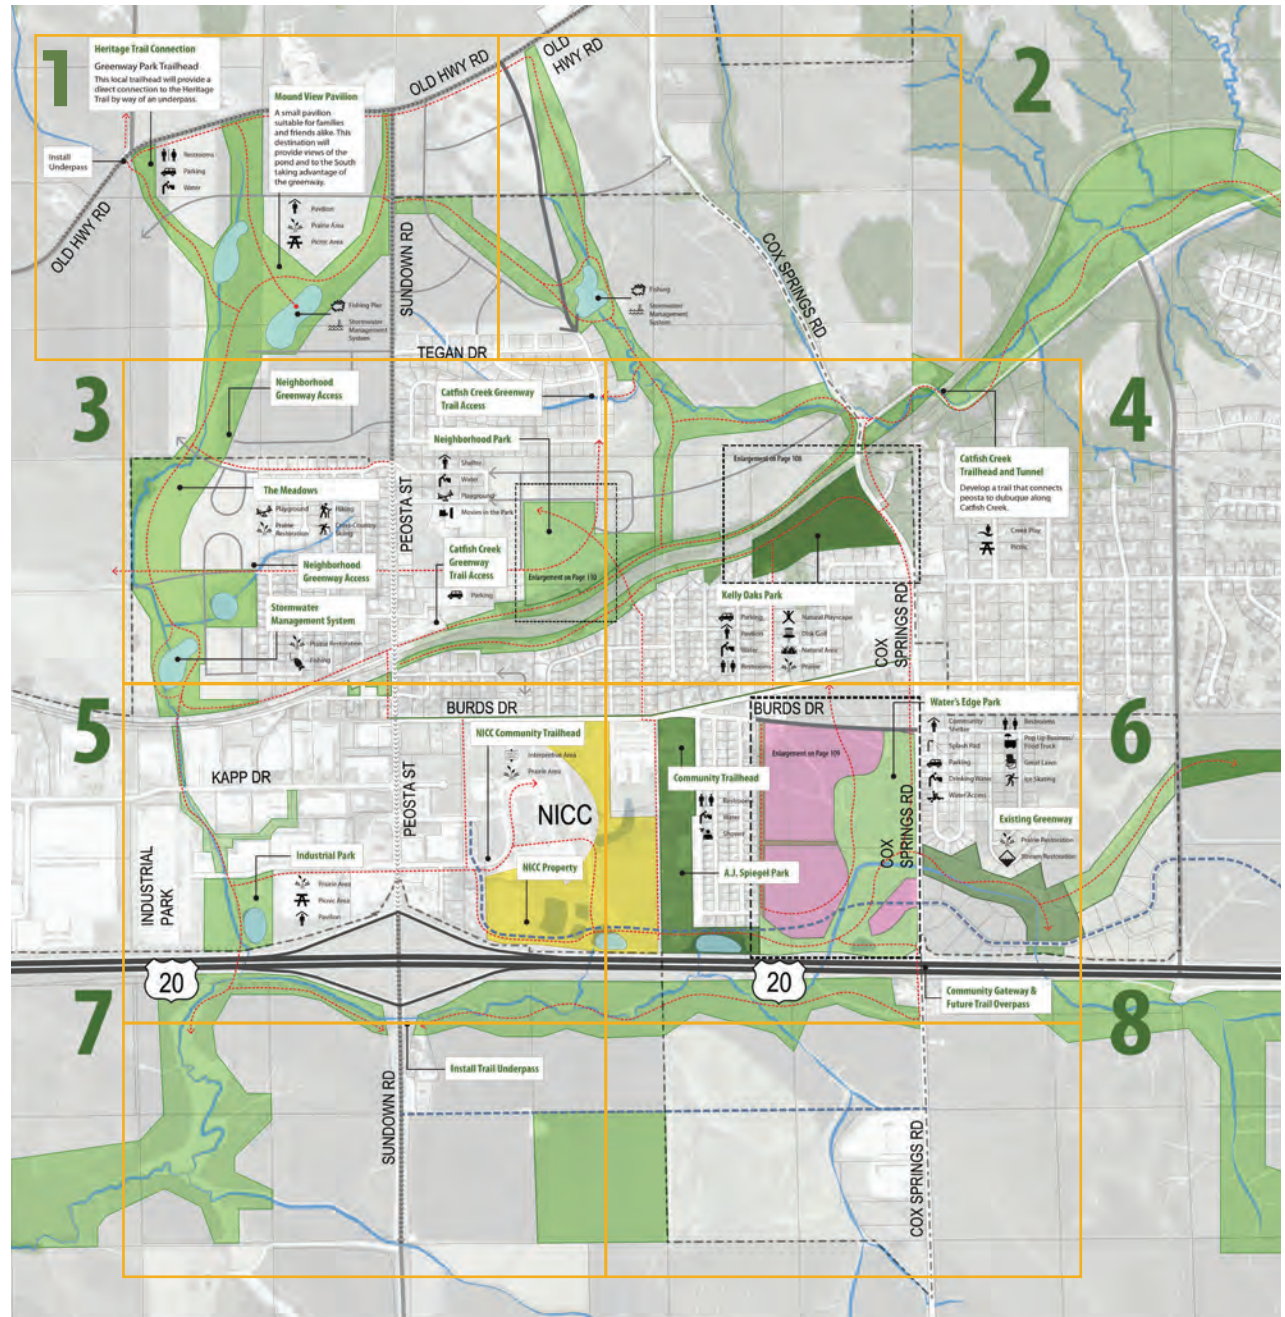 1
Heritage Trail Connection
Greenway Park Trailhead
This local trailhead will provide a
direct connection to the Heritage
Trail by way of an underpass.
Install
Underpass
Restrooms
Parking
Water
OLD HWY RD
Mound View Pavilion
A small pavilion
suitable for families
and friends alike. This
destination will
provide views of the
pond and to the South
taking advantage of
the greenway.
Pavilion
Prairie Area
Picnic Area
OLD HWY RD
OLD
HWY RD
2
SUNDOWN RD
COX SPRINGS RD
Fishing Pier
Stormwater
Management
System
Fishing
Stormwater
Management
System
TEGAN DR
3
Neighborhood
Greenway Access
Catfish Creek Greenway
Trail Access
4
Neighborhood Park
Shelter
Water
Playground
Movies in the Park
Enlargement on Page 108
Catfish Creek
Trailhead and Tunnel
Develop a trail that connects
peosta to dubuque along
Catfish Creek.
Creek Play
Picnic
The Meadows
Playground
Hiking
Prairie
Restoration
Cross-Country
Skiing
PEOSTA ST
Neighborhood
Greenway Access
Catfish Creek
Greenway
Trail Access
Parking
Enlargement on Page 110
Stormwater
Management System
Prairie Restoration
Fishing
Kelly Oaks Park
Parking
Natural Playscape
Pavilion
Disk Golf
Water
Natural Area
Restrooms
Prairie
COX
SPRINGS RD
5
BURDS DR
BURDS DR
6
KAPP DR
PEOSTA ST
NICC Community Trailhead
Interpretive Area
Prairie Area
NICC
NICC Property
Community Trailhead
Restrooms
Water
Shower
A.J. Spiegel Park
Enlargement on Page 109
COX
SPRINGS RD
Water's Edge Park
Community
Shelter
Restrooms
Splash Pad
Pop Up Business/
Food Truck
Parking
Great Lawn
Drinking Water
Ice Skating
Water Access
Existing Greenway
Prairie Restoration
Stream Restoration
INDUSTRIAL
PARK
Industrial Park
Prairie Area
Picnic Area
Pavilion
20
20
Community Gateway &
Future Trail Overpass
7
8
Install Trail Underpass
SUNDOWN RD
COX SPRINGS RD